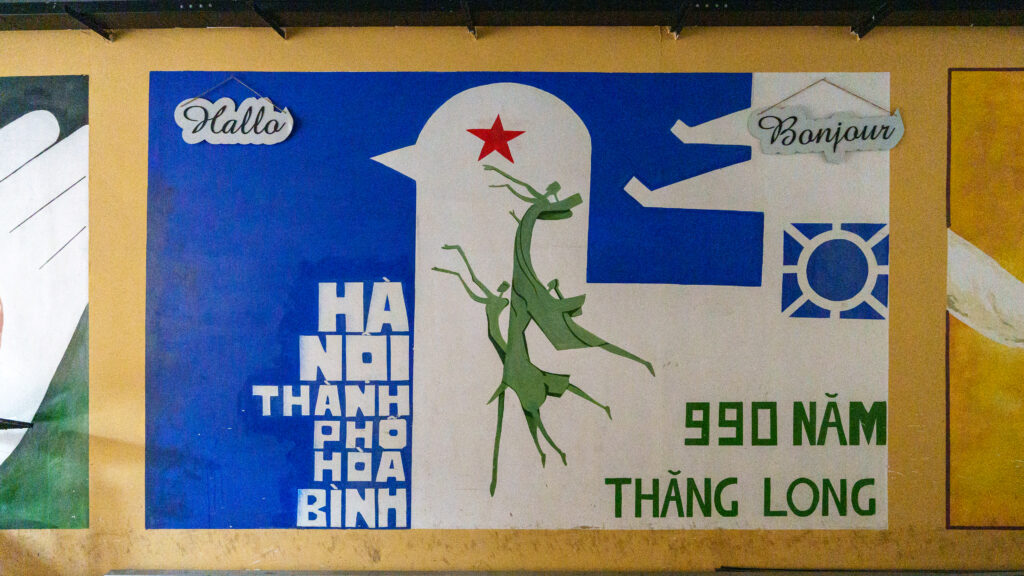 Hallo
Bonjour
HÀ
NỘI
THÀNH
PHỐ
HÒA
BÌNH
990 NĂM
THĂNG LONG